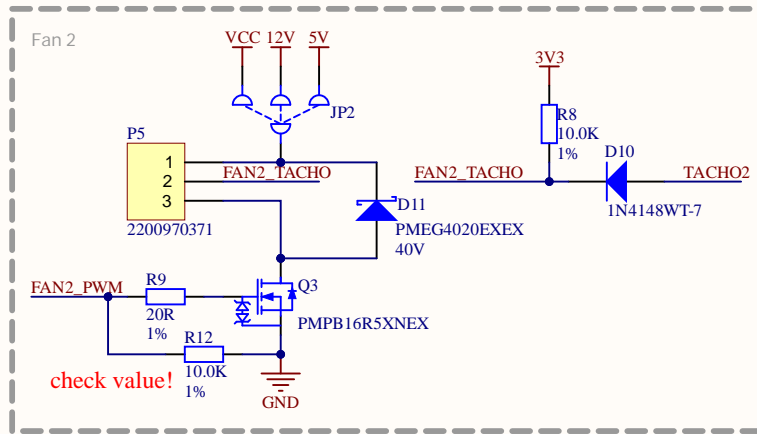 Fan 2
VCC 12V 5V
JP2
P5
1
2
3
FAN2_TACHO
2200970371
D11
PMEG4020EXEX
40V
FAN2_PWM
R9
20R
1%
Q3
PMPB16R5XNEX
R12
10.0K
1%
check value!
GND
3V3
R8
10.0K
1%
FAN2_TACHO
D10
TACHO2
1N4148WT-7